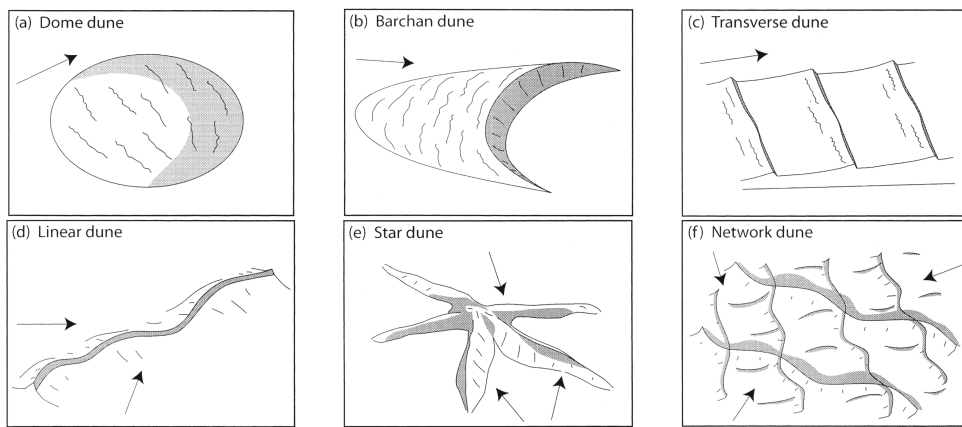 (a) Dome dune
(b) Barchan dune
(c) Transverse dune
(d) Linear dune
(e) Star dune
(f) Network dune